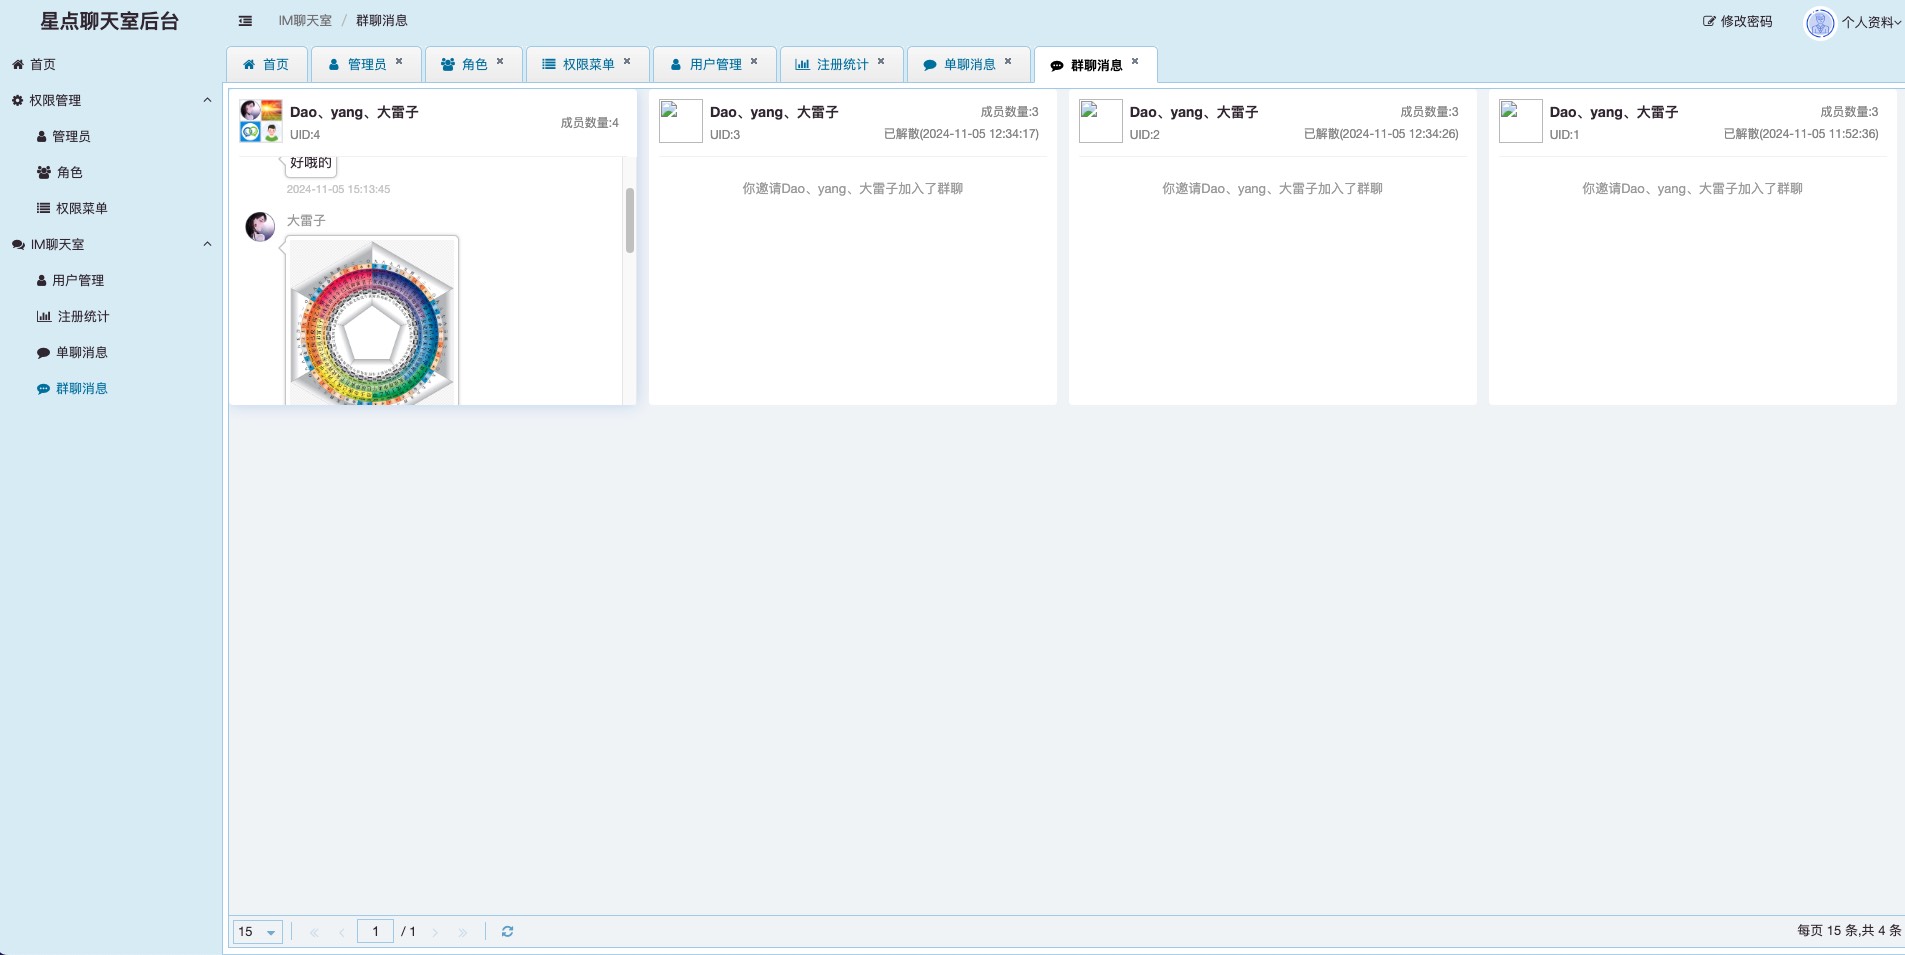 星点聊天室后台
IM聊天室 / 群聊消息
修改密码
个人资料
首页
权限管理
管理员
角色
权限菜单
IM聊天室
用户管理
注册统计
单聊消息
群聊消息
首页
管理员
角色
权限菜单
用户管理
注册统计
单聊消息
群聊消息
Dao、yang、大雷子
UID:4
成员数量:4
好哦的
2024-11-05 15:13:45
大雷子
Dao、yang、大雷子
成员数量:3
UID:3
已解散(2024-11-05 12:34:17)
你邀请Dao、yang、大雷子加入了群聊
Dao、yang、大雷子
成员数量:3
UID:2
已解散(2024-11-05 12:34:26)
你邀请Dao、yang、大雷子加入了群聊
Dao、yang、大雷子
成员数量:3
UID:1
已解散(2024-11-05 11:52:36)
你邀请Dao、yang、大雷子加入了群聊
15
1 / 1
每页 15 条,共 4 条